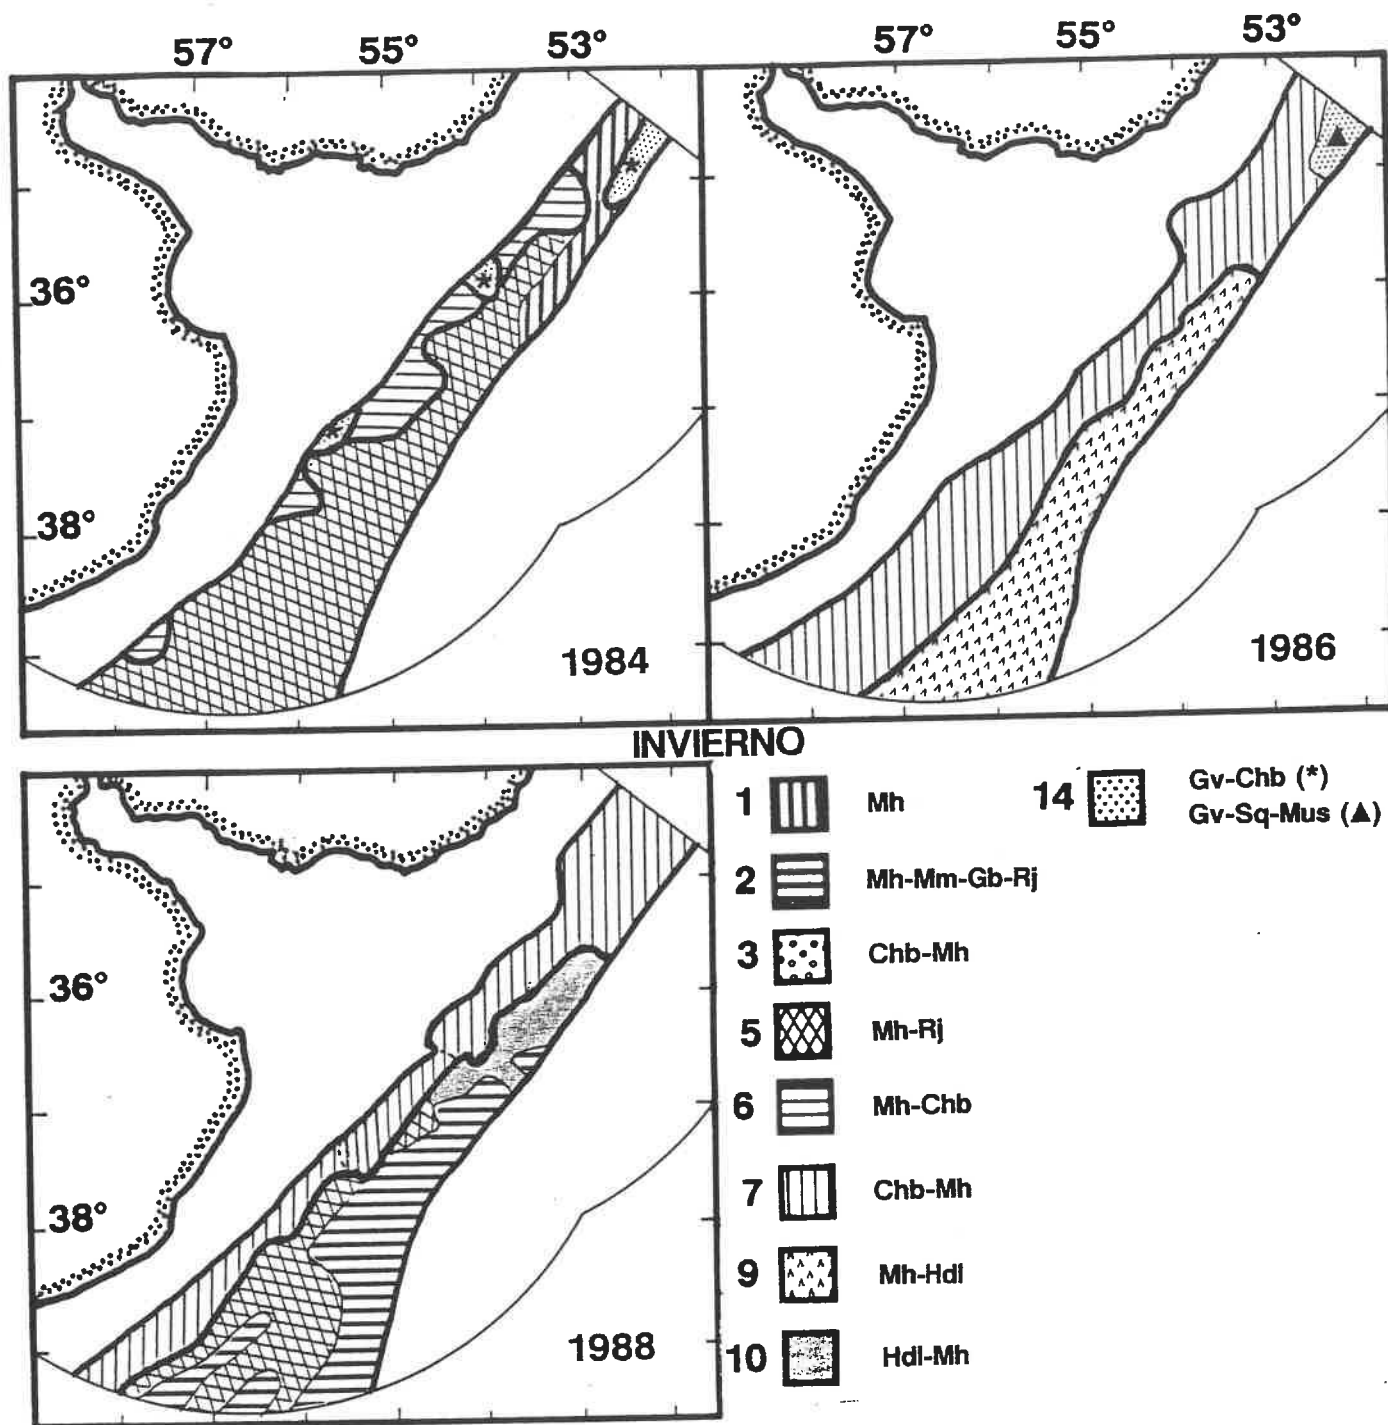 57° 55° 53°
57° 55° 53°
36°
38°
1984
1986
INVIERNO
36°
38°
1988
1 Mh
2 Mh-Mm-Gb-Rj
3 Chb-Mh
5 Mh-Rj
6 Mh-Chb
7 Chb-Mh
9 Mh-Hdl
10 Hdl-Mh
14 Gv-Chb (*)
Gv-Sq-Mus (▲)